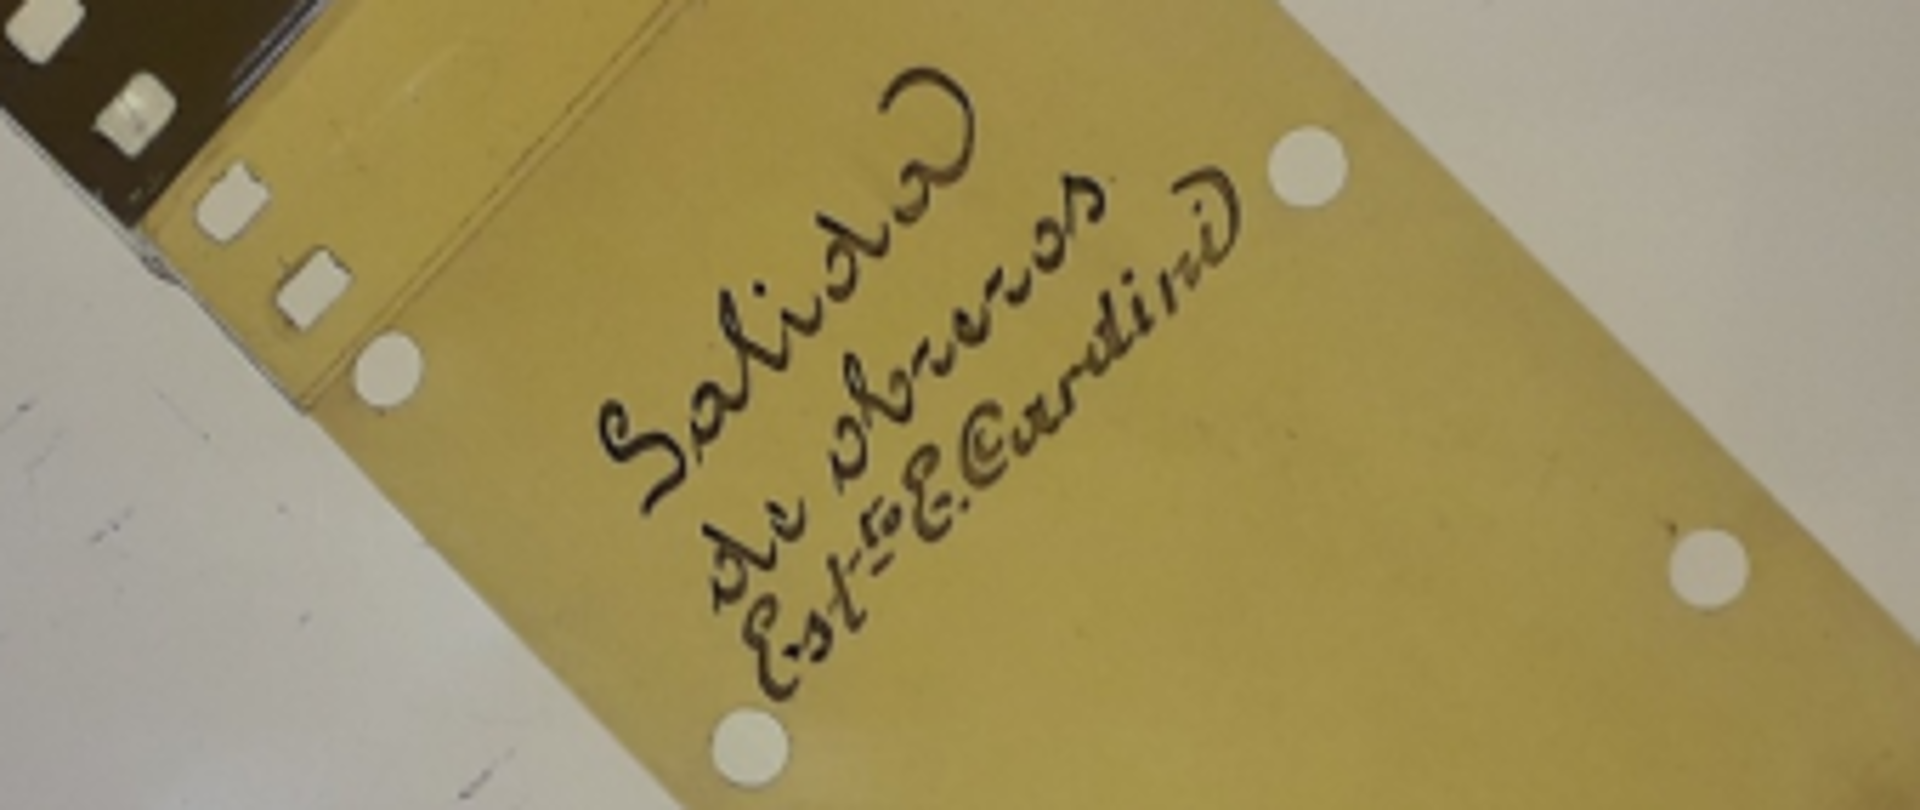 Salida
de obreros
Est-to E. Cardini